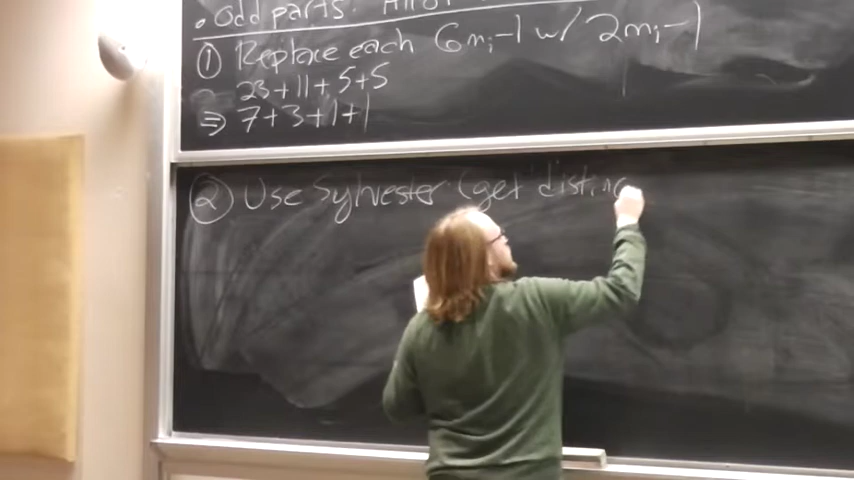 • Odd parts.
① Replace each 6mᵢ-1 w/ 2mᵢ-1
23+11+5+5
⇒ 7+3+1+1
② Use Sylvester (get distinc